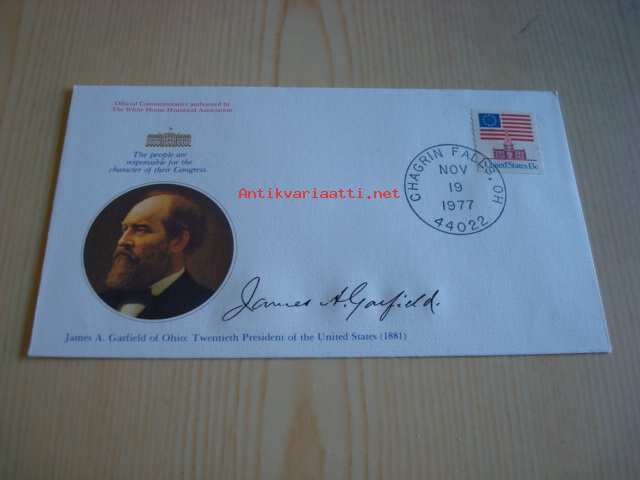 Official Commemorative authorized by
The White House Historical Association
The people are
responsible for the
character of their Congress.
Antikvariaatti.net
CHAGRIN FALLS, OH
NOV
19
1977
44022
United States 13c
James A. Garfield.
James A. Garfield of Ohio: Twentieth President of the United States (1881)